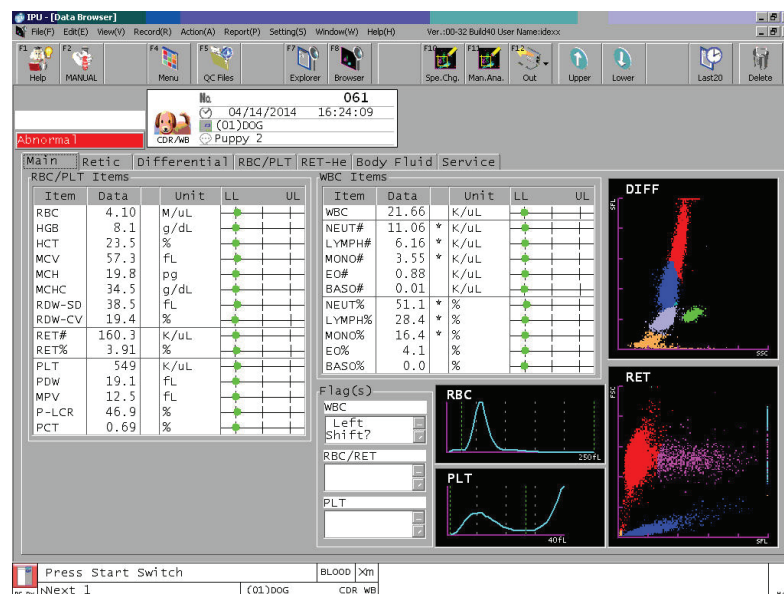 IPU - [Data Browser]
File(F) Edit(E) View(V) Record(R) Action(A) Report(P) Setting(S) Window(W) Help(H) Ver.:00-32 Build40 User Name:idexx
F1 F2 F4 F5 F7 F8 F10 F11 F12
Help MANUAL Menu QC Files Explorer Browser Spe.Chg. Man.Ana. Out Upper Lower Last20 Delete
No. 061
04/14/2014 16:24:09
(01)DOG
Abnormal CDR/WB Puppy 2
Main Retic Differential RBC/PLT RET-He Body Fluid Service
RBC/PLT Items
Item Data Unit LL UL
RBC 4.10 M/uL
HGB 8.1 g/dL
HCT 23.5 %
MCV 57.3 fL
MCH 19.8 pg
MCHC 34.5 g/dL
RDW-SD 38.5 fL
RDW-CV 19.4 %
RET# 160.3 K/uL
RET% 3.91 %
PLT 549 K/uL
PDW 19.1 fL
MPV 12.5 fL
P-LCR 46.9 %
PCT 0.69 %
WBC Items
Item Data Unit LL UL
WBC 21.66 K/uL
NEUT# 11.06 * K/uL
LYMPH# 6.16 * K/uL
MONO# 3.55 * K/uL
EO# 0.88 K/uL
BASO# 0.01 K/uL
NEUT% 51.1 * %
LYMPH% 28.4 * %
MONO% 16.4 * %
EO% 4.1 %
BASO% 0.0 %
Flag(s)
WBC
Left
Shift?
RBC/RET
PLT
RBC
250fL
PLT
40fL
DIFF
SFL
SSC
RET
FSC
SFL
Press Start Switch BLOOD XM
Next 1 (01)DOG CDR WB